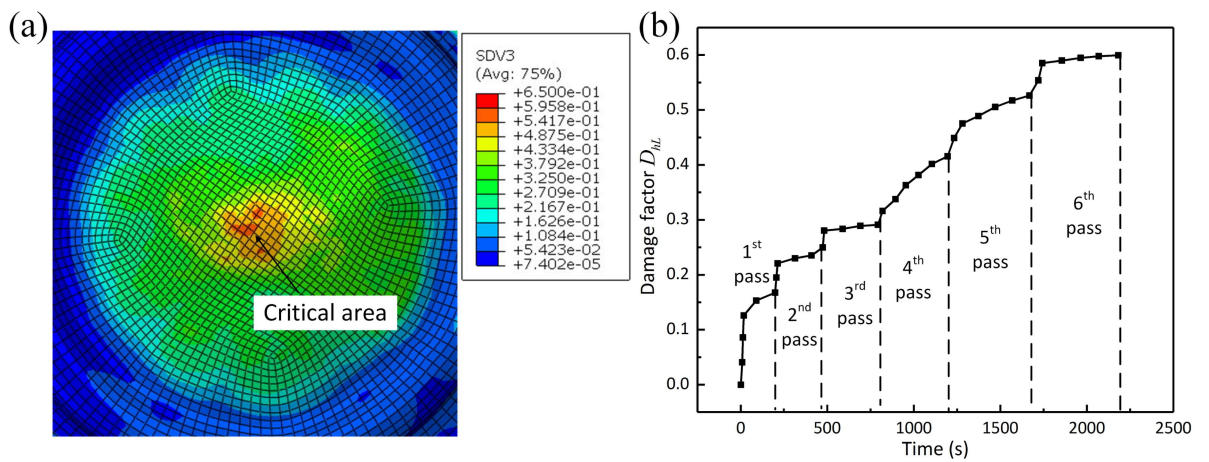 (a)
SDV3
(Avg: 75%)
+6.500e-01
+5.958e-01
+5.417e-01
+4.875e-01
+4.334e-01
+3.792e-01
+3.250e-01
+2.709e-01
+2.167e-01
+1.626e-01
+1.084e-01
+5.423e-02
+7.402e-05
Critical area
(b)
Damage factor D_hL
0.6
0.5
0.4
0.3
0.2
0.1
0.0
1st
pass
2nd
pass
3rd
pass
4th
pass
5th
pass
6th
pass
0 500 1000 1500 2000 2500
Time (s)